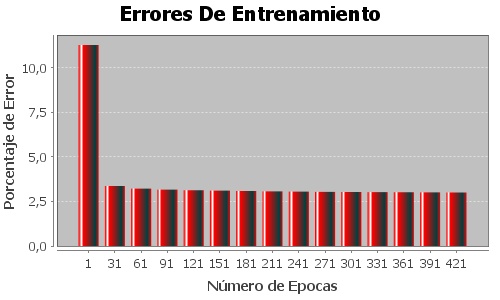 Errores De Entrenamiento
Porcentaje de Error
10,0
7,5
5,0
2,5
0,0
1 31 61 91 121 151 181 211 241 271 301 331 361 391 421
Número de Epocas